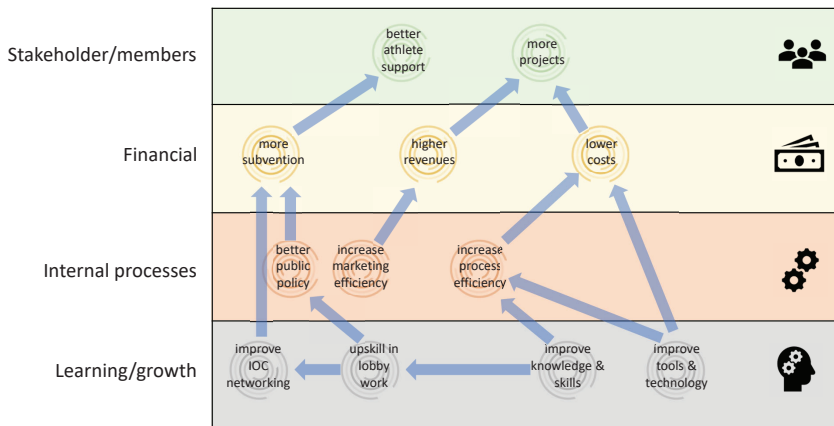 Stakeholder/members
better
athlete
support
more
projects
Financial
more
subvention
higher
revenues
lower
costs
Internal processes
better
public
policy
increase
marketing
efficiency
increase
process
efficiency
Learning/growth
improve
IOC
networking
upskill in
lobby
work
improve
knowledge &
skills
improve
tools &
technology